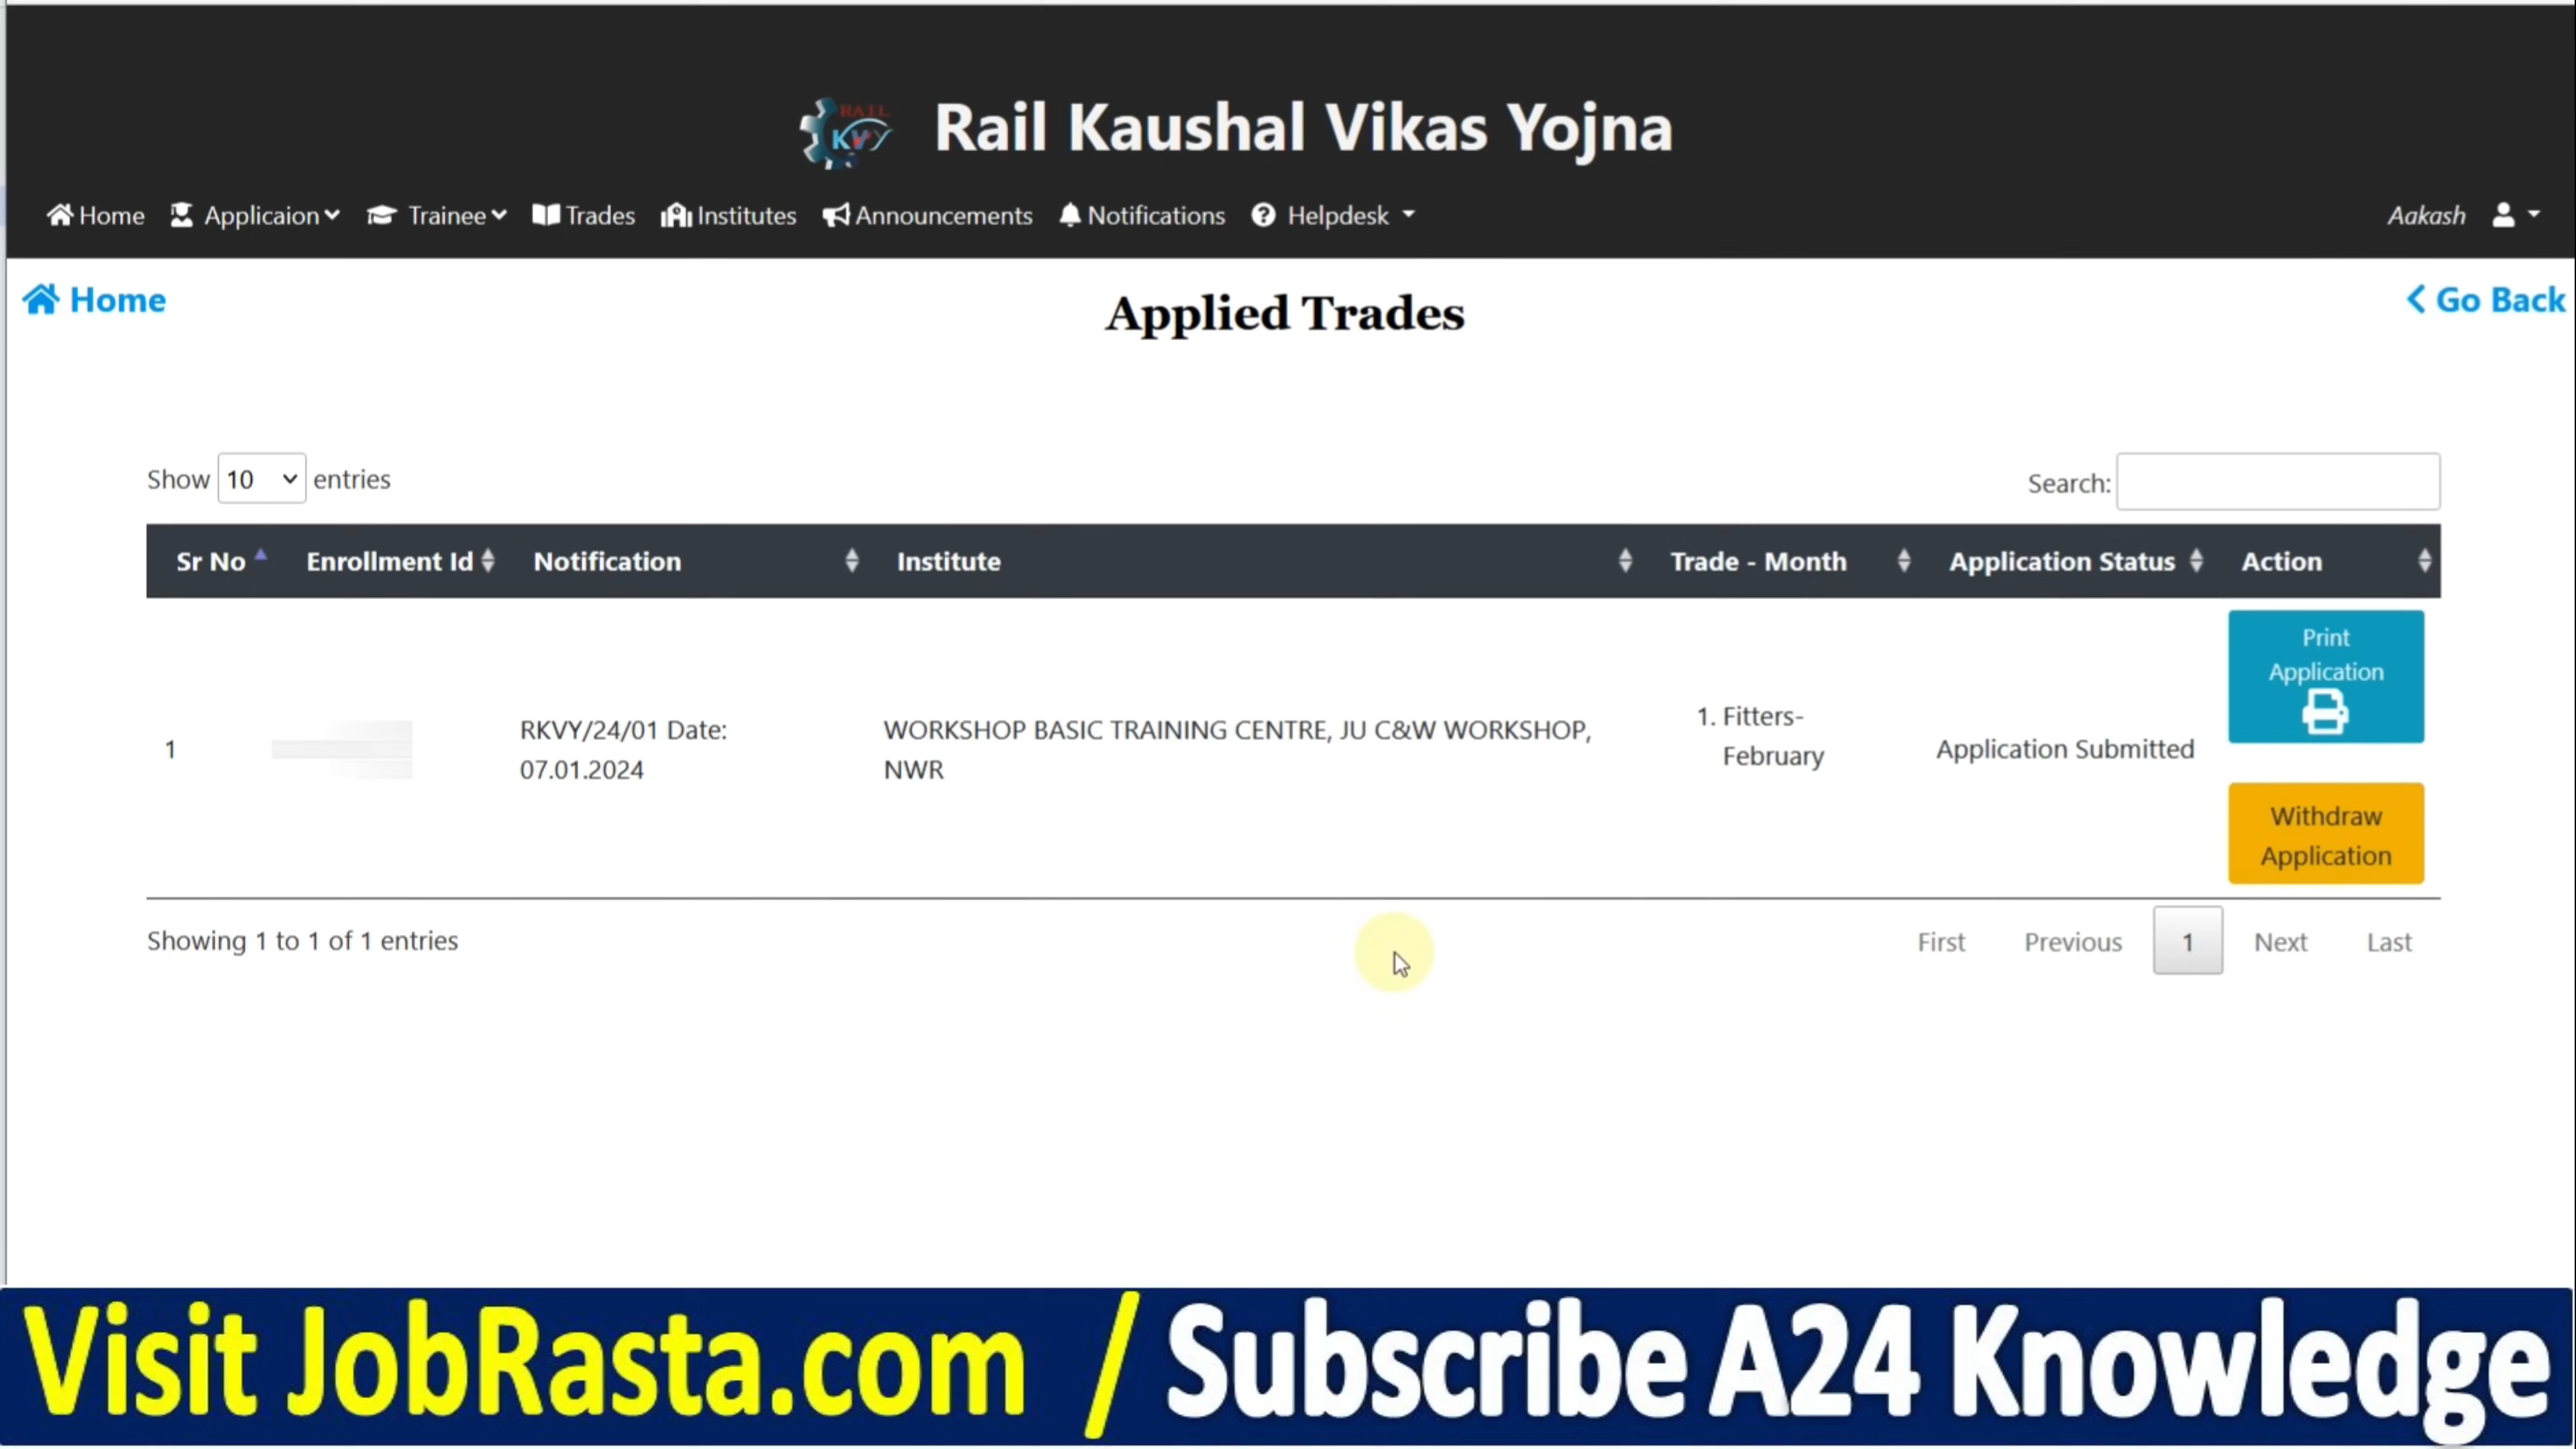 RAIL
KVY
Rail Kaushal Vikas Yojna
Home Applicaion Trainee Trades Institutes Announcements Notifications Helpdesk Aakash
Home
Applied Trades
Go Back
Show 10 entries
Search:
Sr No Enrollment Id Notification Institute Trade - Month Application Status Action
1
RKVY/24/01 Date:
07.01.2024
WORKSHOP BASIC TRAINING CENTRE, JU C&W WORKSHOP,
NWR
1. Fitters-
February
Application Submitted
Print
Application
Withdraw
Application
Showing 1 to 1 of 1 entries
First Previous 1 Next Last
Visit JobRasta.com / Subscribe A24 Knowledge